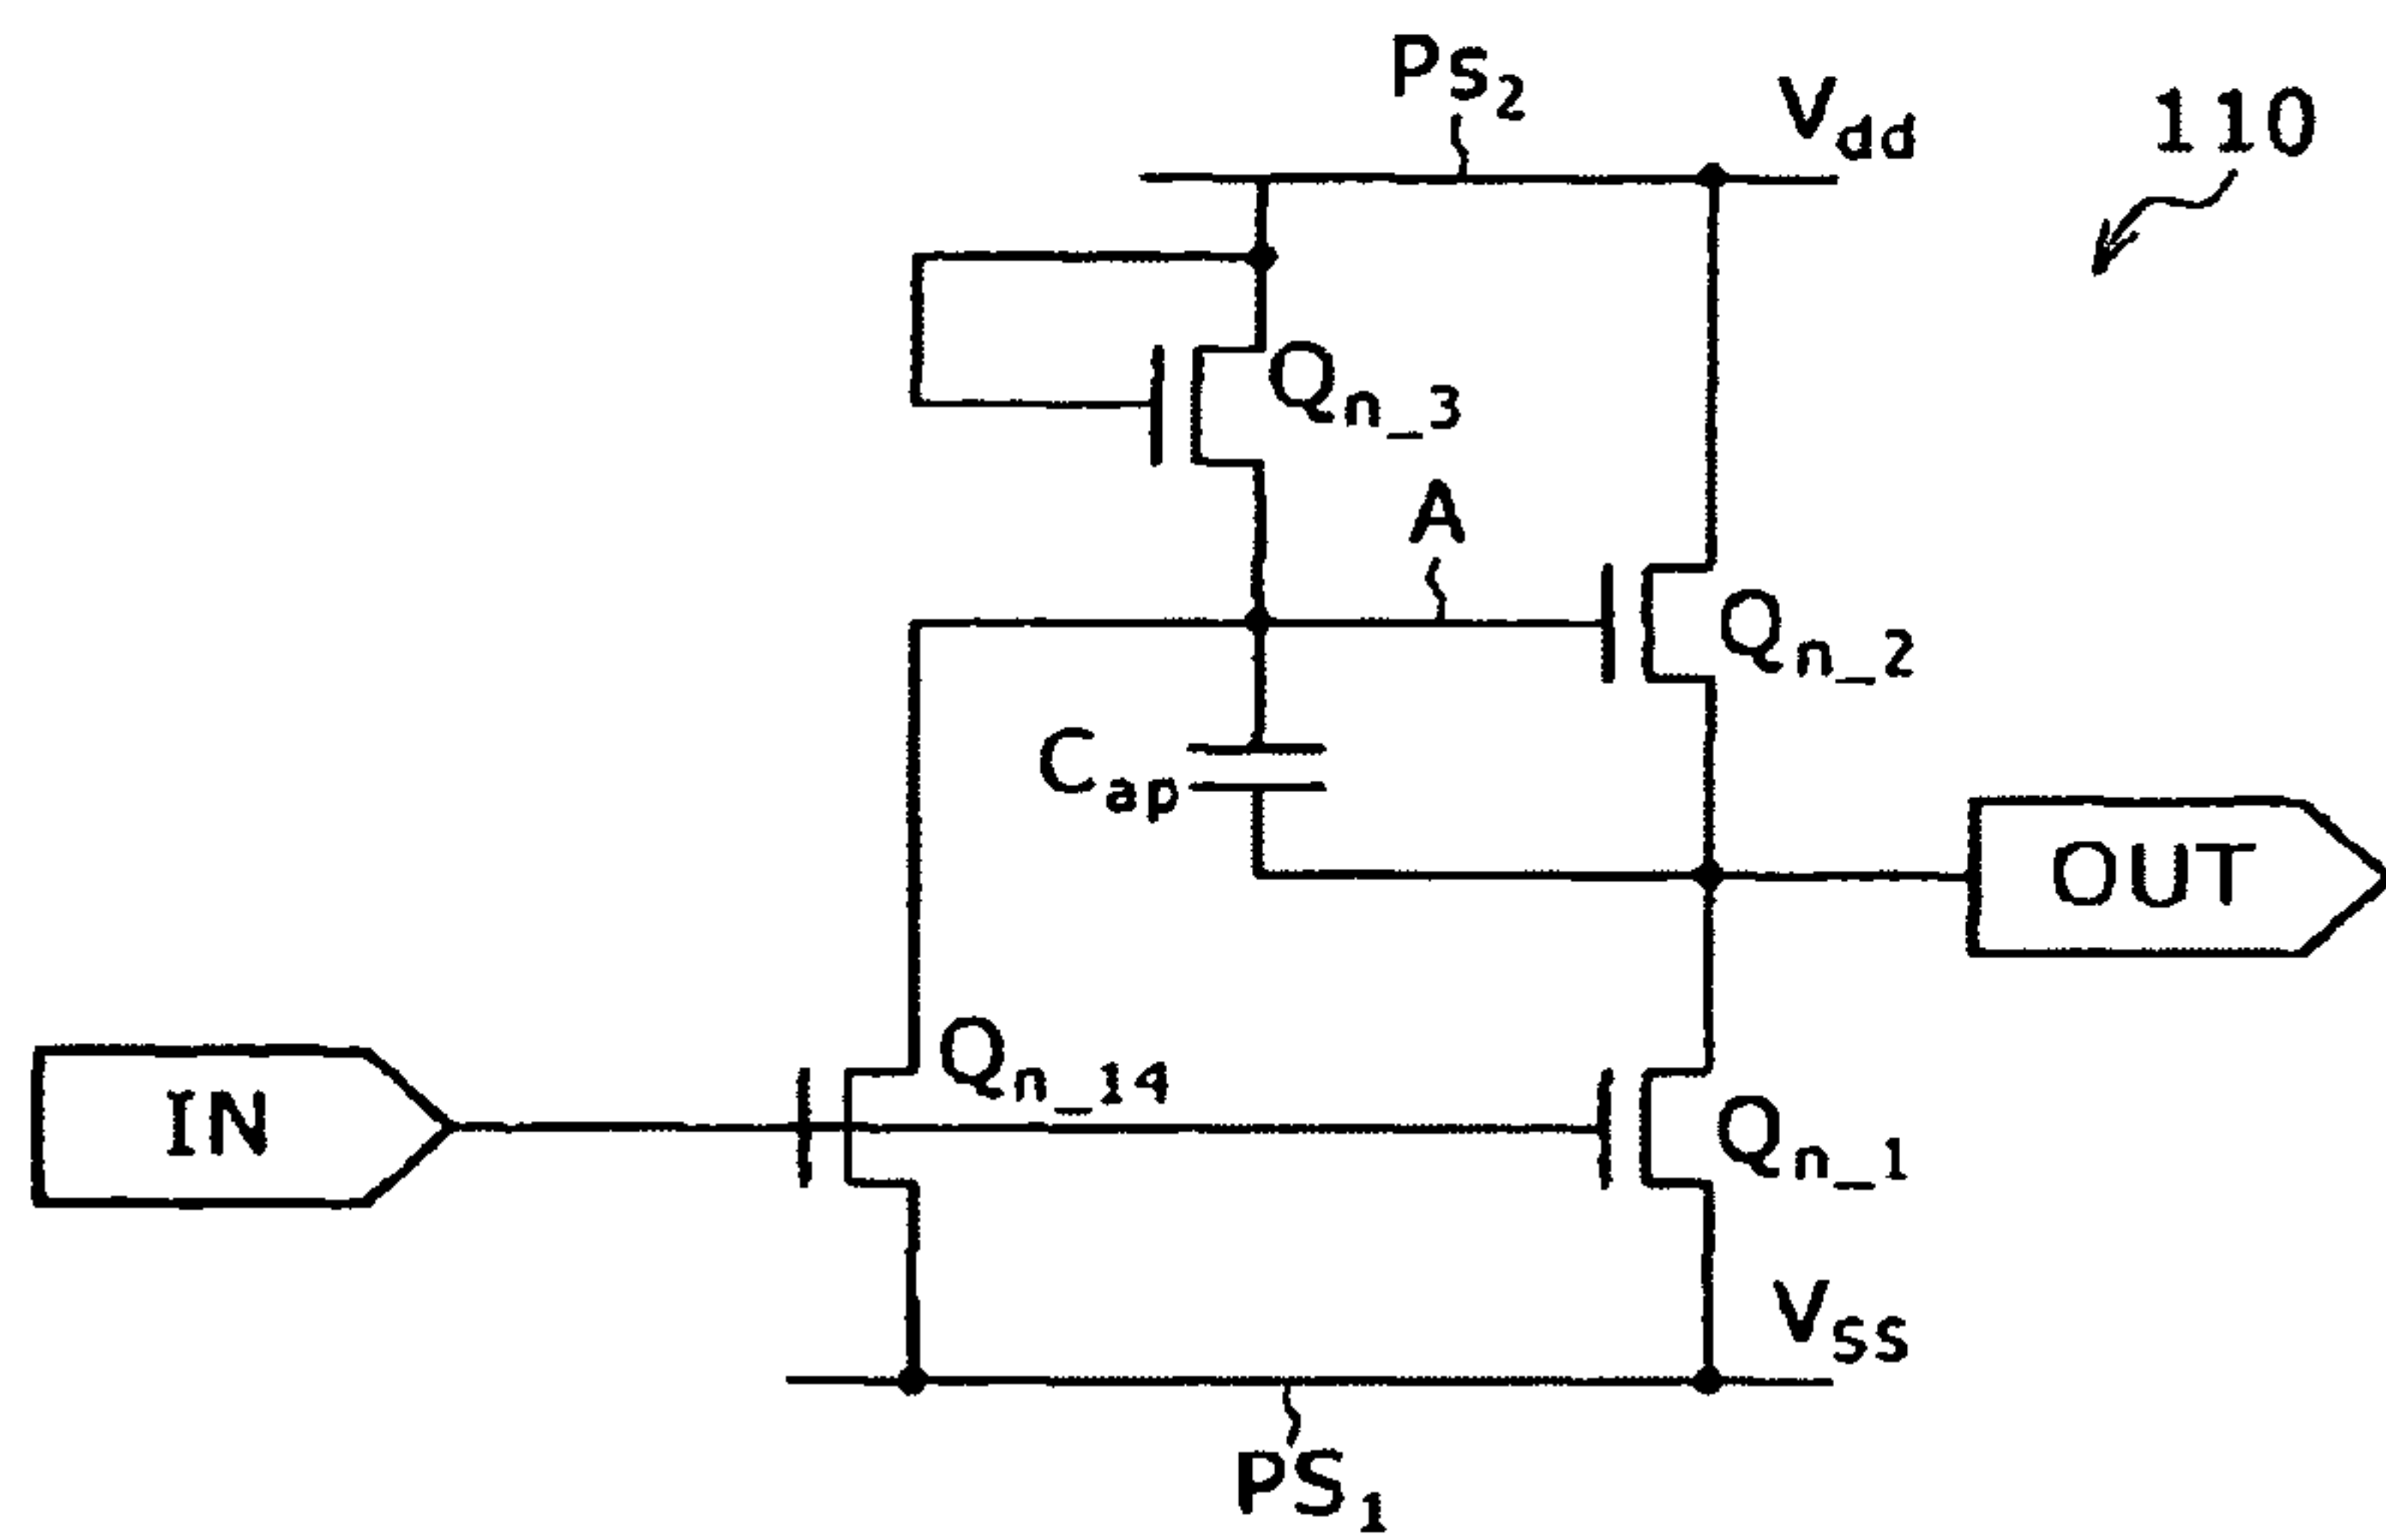 PS2
Vdd
110
Qn_3
A
Qn_2
Cap
OUT
Qn_14
IN
Qn_1
VSS
PS1